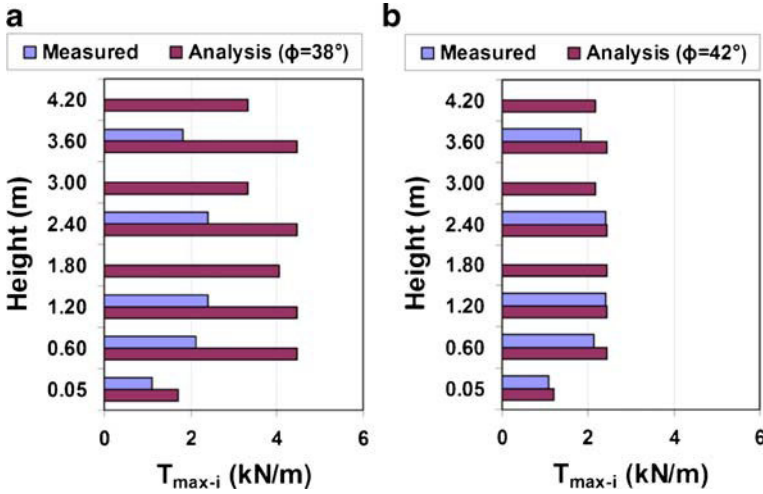 a
Measured Analysis (ϕ=38°)
Height (m)
4.20
3.60
3.00
2.40
1.80
1.20
0.60
0.05
0 2 4 6
Tmax-i (kN/m)
b
Measured Analysis (ϕ=42°)
Height (m)
4.20
3.60
3.00
2.40
1.80
1.20
0.60
0.05
0 2 4 6
Tmax-i (kN/m)